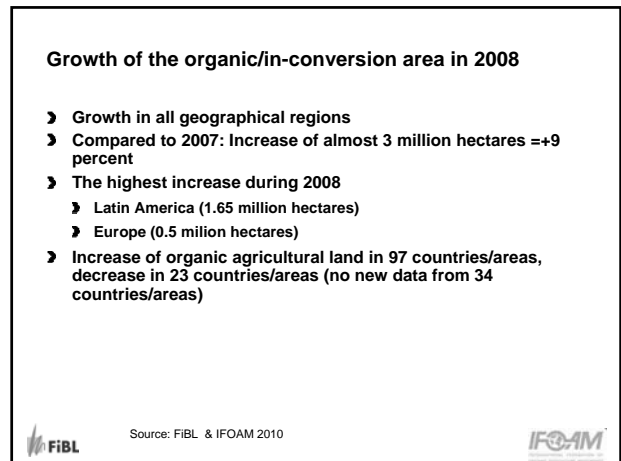 Growth of the organic/in-conversion area in 2008
Growth in all geographical regions
Compared to 2007: Increase of almost 3 million hectares =+9
percent
The highest increase during 2008
Latin America (1.65 million hectares)
Europe (0.5 milion hectares)
Increase of organic agricultural land in 97 countries/areas,
decrease in 23 countries/areas (no new data from 34
countries/areas)
FiBL
Source: FiBL & IFOAM 2010
IFOAM